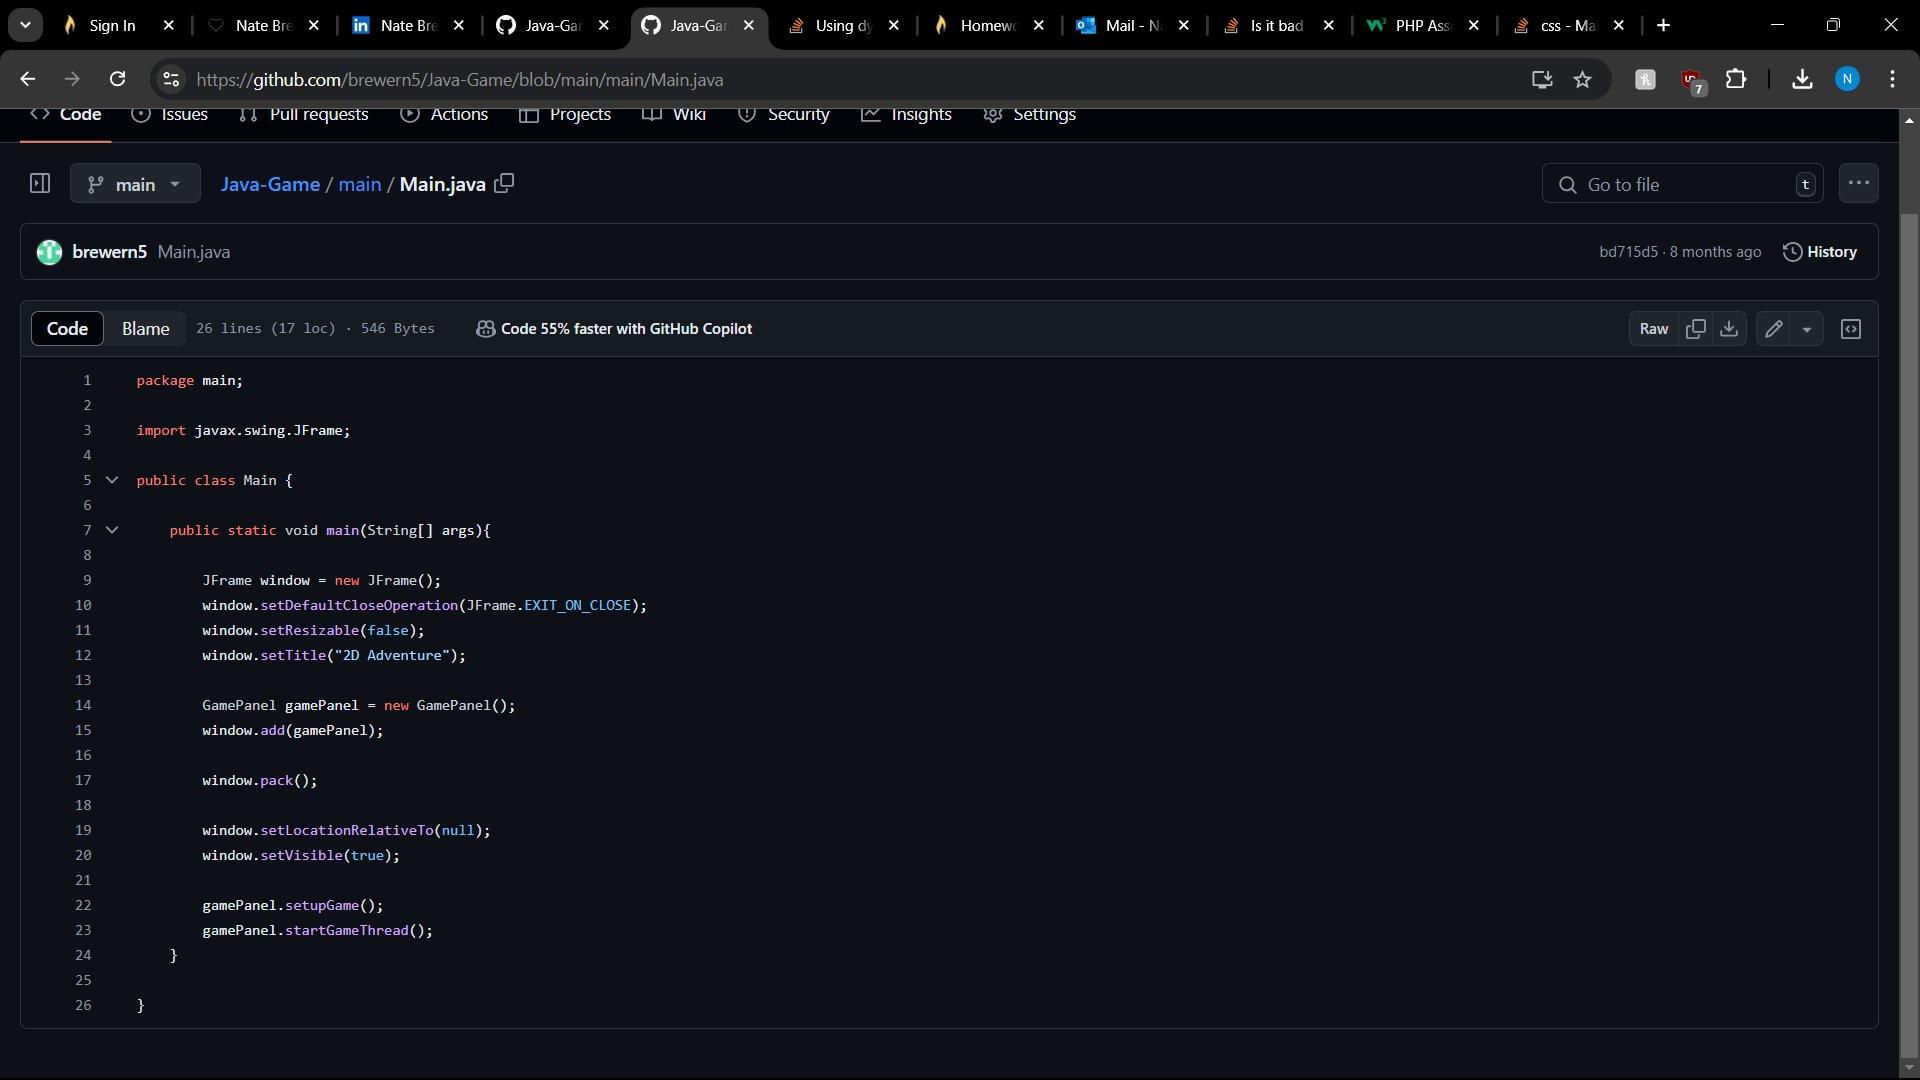 Sign In
Nate Bre
Nate Bre
Java-Gar
Java-Gar
Using dy
Homewo
Mail - N
Is it bad
PHP Ass
css - Ma
https://github.com/brewern5/Java-Game/blob/main/main/Main.java
7
N
Code Issues Pull requests Actions Projects Wiki Security Insights Settings
main Java-Game / main / Main.java Go to file t
brewern5 Main.java bd715d5 · 8 months ago History
Code Blame 26 lines (17 loc) · 546 Bytes Code 55% faster with GitHub Copilot Raw
1 package main;
2
3 import javax.swing.JFrame;
4
5 public class Main {
6
7 public static void main(String[] args){
8
9 JFrame window = new JFrame();
10 window.setDefaultCloseOperation(JFrame.EXIT_ON_CLOSE);
11 window.setResizable(false);
12 window.setTitle("2D Adventure");
13
14 GamePanel gamePanel = new GamePanel();
15 window.add(gamePanel);
16
17 window.pack();
18
19 window.setLocationRelativeTo(null);
20 window.setVisible(true);
21
22 gamePanel.setupGame();
23 gamePanel.startGameThread();
24 }
25
26 }